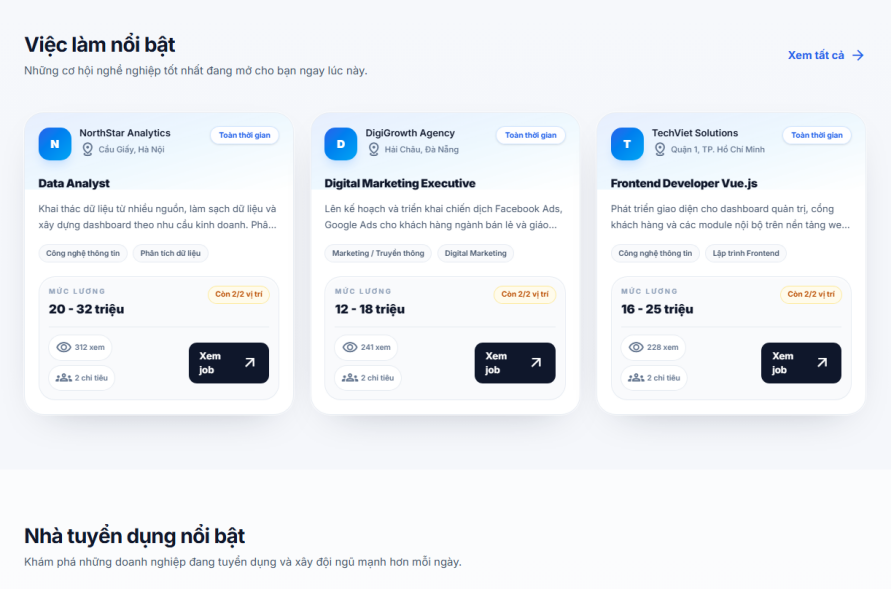 Việc làm nổi bật
Những cơ hội nghề nghiệp tốt nhất đang mở cho bạn ngay lúc này.
Xem tất cả
N
NorthStar Analytics
Cầu Giấy, Hà Nội
Toàn thời gian
Data Analyst
Khai thác dữ liệu từ nhiều nguồn, làm sạch dữ liệu và
xây dựng dashboard theo nhu cầu kinh doanh. Phâ...
Công nghệ thông tin
Phân tích dữ liệu
MỨC LƯƠNG
20 - 32 triệu
Còn 2/2 vị trí
312 xem
2 chỉ tiêu
Xem
job
D
DigiGrowth Agency
Hải Châu, Đà Nẵng
Toàn thời gian
Digital Marketing Executive
Lên kế hoạch và triển khai chiến dịch Facebook Ads,
Google Ads cho khách hàng ngành bán lẻ và giáo...
Marketing / Truyền thông
Digital Marketing
MỨC LƯƠNG
12 - 18 triệu
Còn 2/2 vị trí
241 xem
2 chỉ tiêu
Xem
job
T
TechViet Solutions
Quận 1, TP. Hồ Chí Minh
Toàn thời gian
Frontend Developer Vue.js
Phát triển giao diện cho dashboard quản trị, cổng
khách hàng và các module nội bộ trên nền tảng we...
Công nghệ thông tin
Lập trình Frontend
MỨC LƯƠNG
16 - 25 triệu
Còn 2/2 vị trí
228 xem
2 chỉ tiêu
Xem
job
Nhà tuyển dụng nổi bật
Khám phá những doanh nghiệp đang tuyển dụng và xây đội ngũ mạnh hơn mỗi ngày.